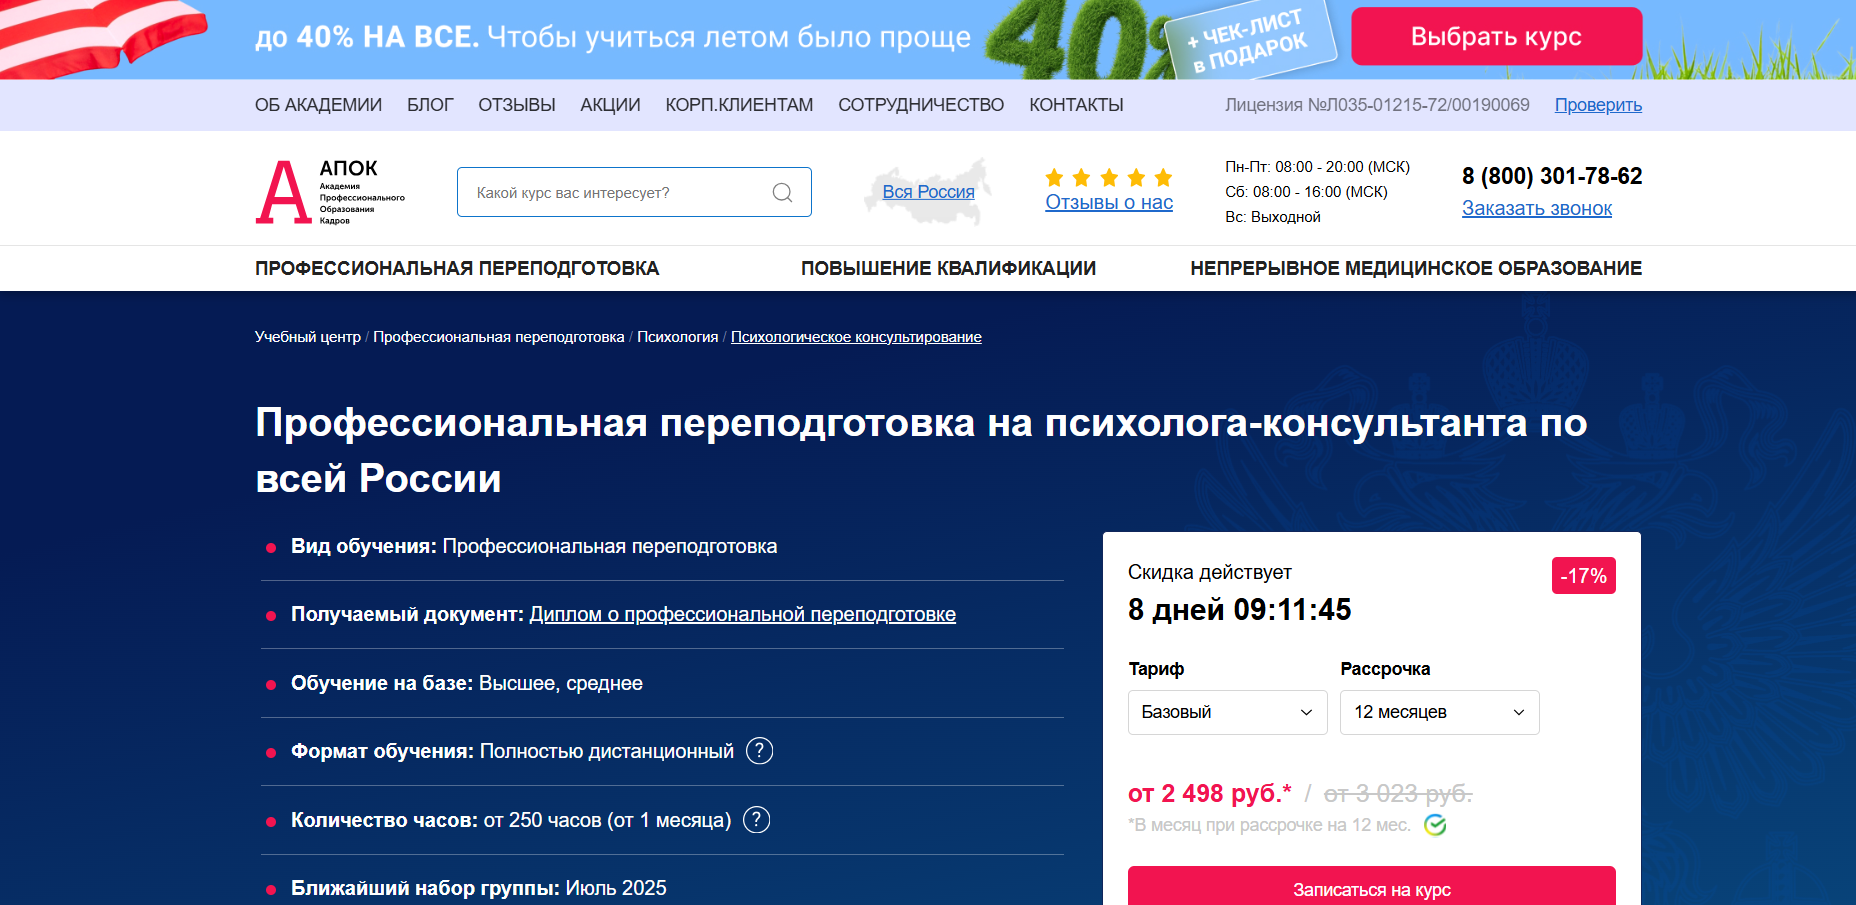 до 40% НА ВСЕ. Чтобы учиться летом было проще
40%
+ ЧЕК-ЛИСТ
в ПОДАРОК
Выбрать курс
ОБ АКАДЕМИИ БЛОГ ОТЗЫВЫ АКЦИИ КОРП.КЛИЕНТАМ СОТРУДНИЧЕСТВО КОНТАКТЫ Лицензия №Л035-01215-72/00190069 Проверить
А
АПОК
Академия
Профессионального
Образования
Кадров
Какой курс вас интересует?
Вся Россия
Отзывы о нас
Пн-Пт: 08:00 - 20:00 (МСК)
Сб: 08:00 - 16:00 (МСК)
Вс: Выходной
8 (800) 301-78-62
Заказать звонок
ПРОФЕССИОНАЛЬНАЯ ПЕРЕПОДГОТОВКА ПОВЫШЕНИЕ КВАЛИФИКАЦИИ НЕПРЕРЫВНОЕ МЕДИЦИНСКОЕ ОБРАЗОВАНИЕ
Учебный центр / Профессиональная переподготовка / Психология / Психологическое консультирование
Профессиональная переподготовка на психолога-консультанта по
всей России
Вид обучения: Профессиональная переподготовка
Получаемый документ: Диплом о профессиональной переподготовке
Обучение на базе: Высшее, среднее
Формат обучения: Полностью дистанционный ?
Количество часов: от 250 часов (от 1 месяца) ?
Ближайший набор группы: Июль 2025
Скидка действует
-17%
8 дней 09:11:45
Тариф Рассрочка
Базовый 12 месяцев
от 2 498 руб.* / от 3 023 руб.
*В месяц при рассрочке на 12 мес.
Записаться на курс